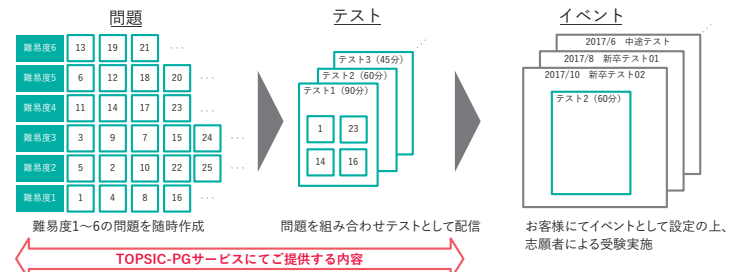 問題
テスト
イベント
難易度6 13 19 21 ・・・
難易度5 6 12 18 20 ・・・
難易度4 11 14 17 23 ・・・
難易度3 3 9 7 15 24 ・・・
難易度2 5 2 10 22 25 ・・・
難易度1 1 4 8 16 ・・・
テスト3（45分）
テスト2（60分）
テスト1（90分）
1 23
14 16
2017/6 中途テスト
2017/8 新卒テスト01
2017/10 新卒テスト02
テスト2（60分）
難易度1～6の問題を随時作成
問題を組み合わせテストとして配信
お客様にてイベントとして設定の上、
志願者による受験実施
TOPSIC-PGサービスにてご提供する内容